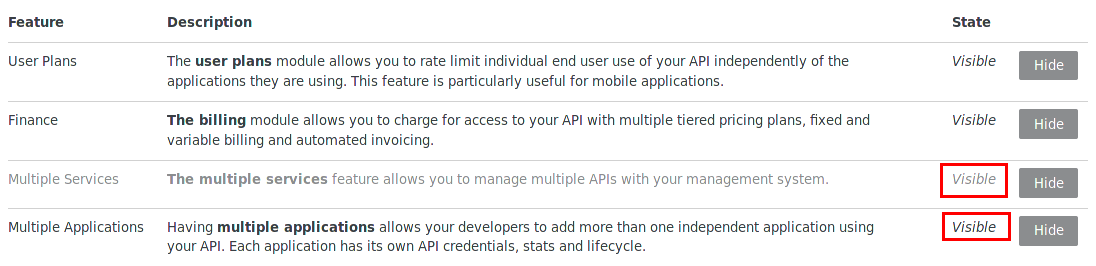 Feature Description State
User Plans The user plans module allows you to rate limit individual end user use of your API independently of the Visible Hide
applications they are using. This feature is particularly useful for mobile applications.
Finance The billing module allows you to charge for access to your API with multiple tiered pricing plans, fixed and Visible Hide
variable billing and automated invoicing.
Multiple Services The multiple services feature allows you to manage multiple APIs with your management system. Visible Hide
Multiple Applications Having multiple applications allows your developers to add more than one independent application using Visible Hide
your API. Each application has its own API credentials, stats and lifecycle.